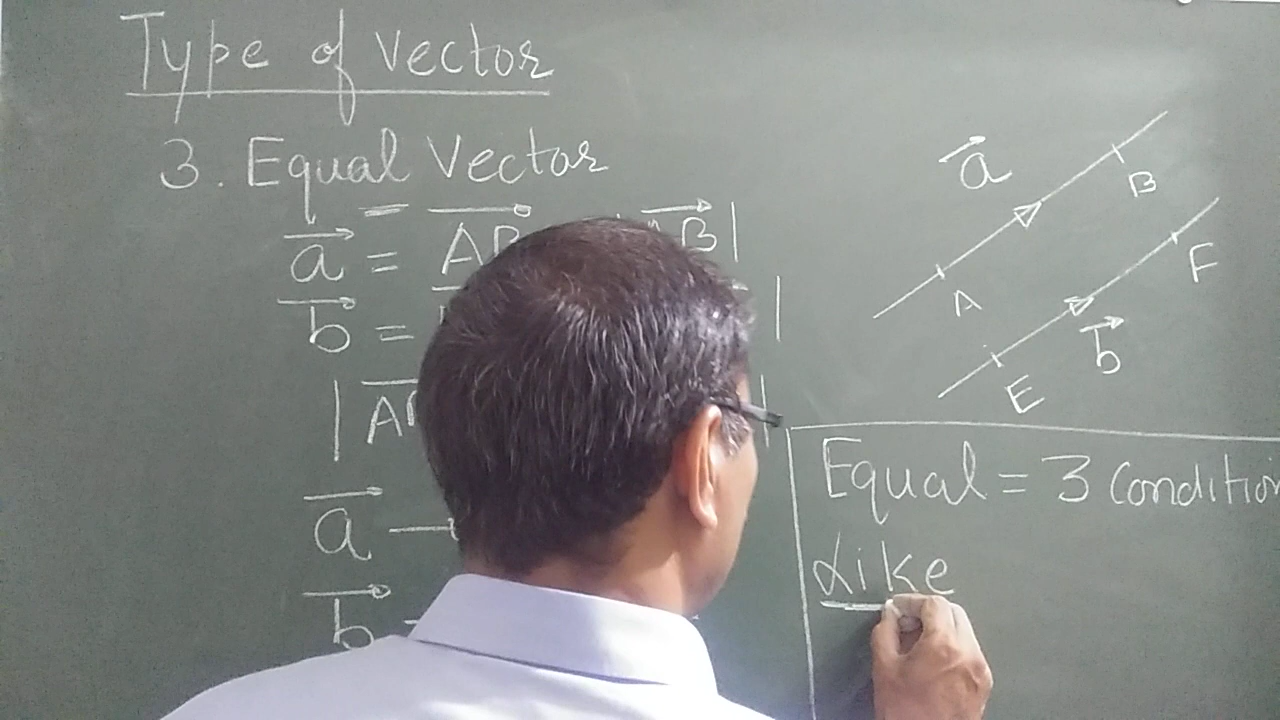 Type of Vector
3. Equal Vector
a = AB
|AB|
b =
|
|A
|
a —
b -
a
A
B
b
E
F
Equal = 3 Condition
Like